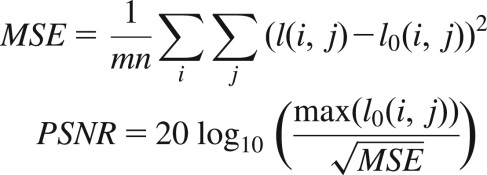 MSE = \frac{1}{mn} \sum_{i} \sum_{j} (l(i, j) - l_0(i, j))^2
PSNR = 20 \log_{10} \left( \frac{\max(l_0(i, j))}{\sqrt{MSE}} \right)